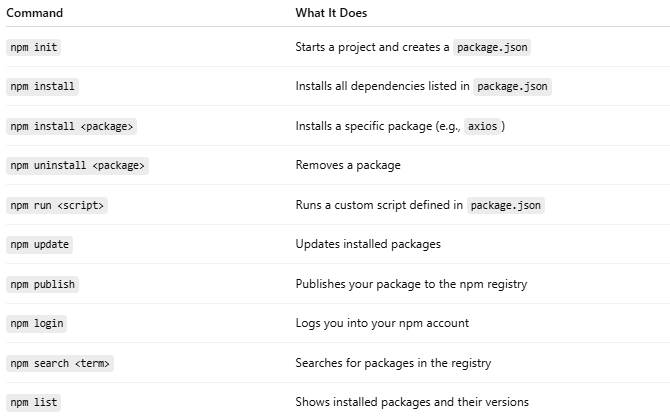 Command What It Does
npm init Starts a project and creates a package.json
npm install Installs all dependencies listed in package.json
npm install <package> Installs a specific package (e.g., axios)
npm uninstall <package> Removes a package
npm run <script> Runs a custom script defined in package.json
npm update Updates installed packages
npm publish Publishes your package to the npm registry
npm login Logs you into your npm account
npm search <term> Searches for packages in the registry
npm list Shows installed packages and their versions